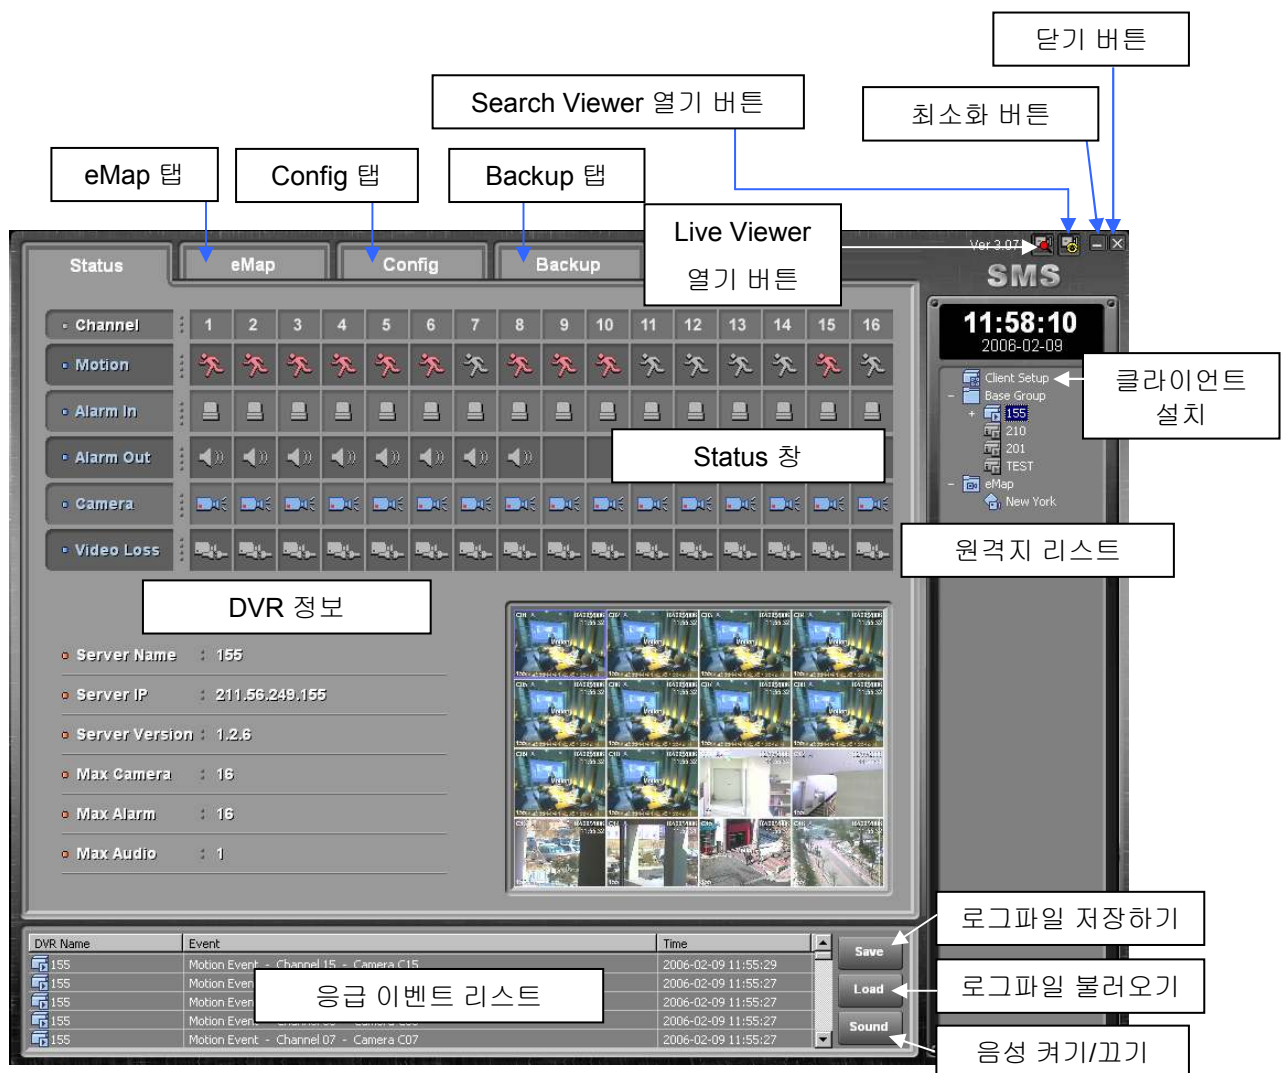 닫기 버튼
Search Viewer 열기 버튼
최소화 버튼
eMap 탭
Config 탭
Backup 탭
Live Viewer
열기 버튼
Ver 3.07
SMS
Status
eMap
Config
Backup
11:58:10
2006-02-09
Channel 1 2 3 4 5 6 7 8 9 10 11 12 13 14 15 16
Motion
Alarm In
Alarm Out
Camera
Video Loss
Status 창
Client Setup
Base Group
155
210
201
TEST
eMap
New York
클라이언트
설치
원격지 리스트
DVR 정보
Server Name : 155
Server IP : 211.56.249.155
Server Version : 1.2.6
Max Camera : 16
Max Alarm : 16
Max Audio : 1
DVR Name Event Time
155 Motion Event - Channel 15 - Camera C15 2006-02-09 11:55:29
155 Motion Even 2006-02-09 11:55:27
155 Motion Even 2006-02-09 11:55:27
155 Motion Event - Channel 2006-02-09 11:55:27
155 Motion Event - Channel 07 - Camera C07 2006-02-09 11:55:27
응급 이벤트 리스트
Save
Load
Sound
로그파일 저장하기
로그파일 불러오기
음성 켜기/끄기